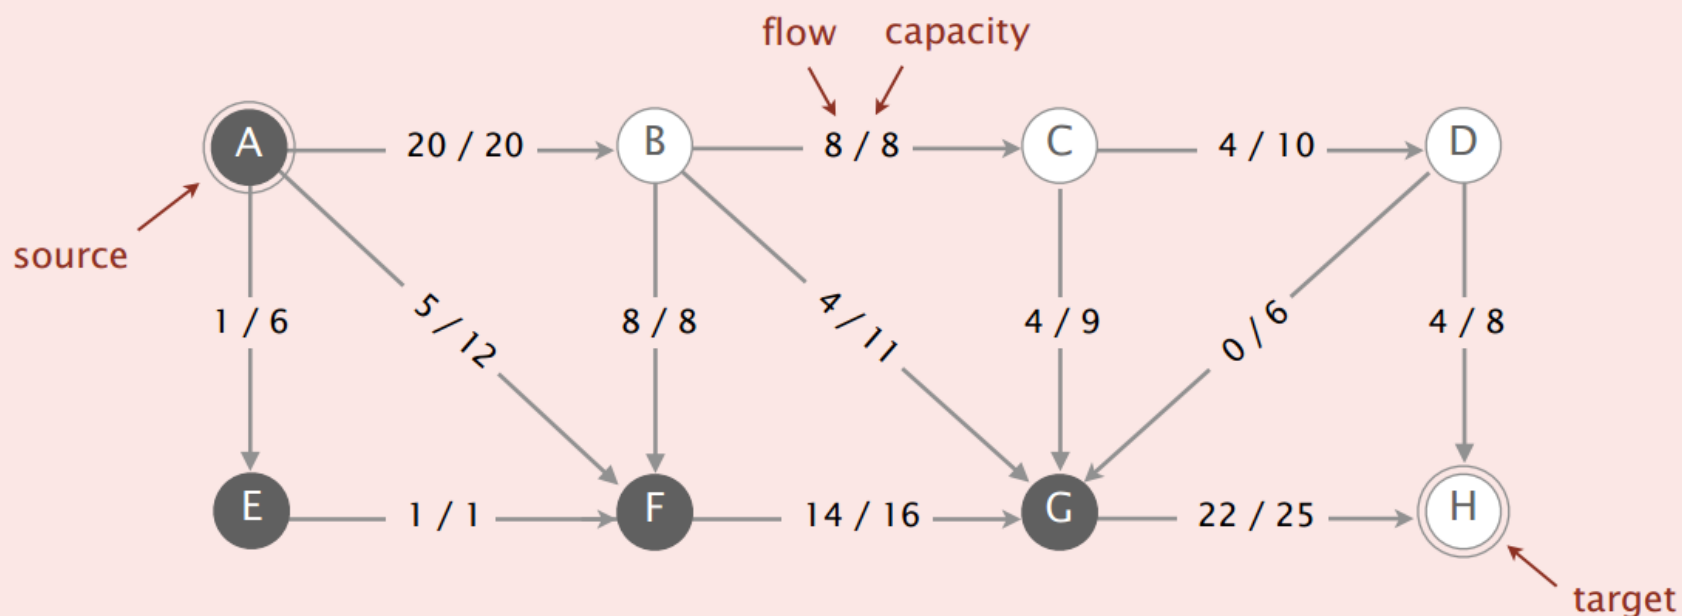 flow capacity
A 20 / 20 B 8 / 8 C 4 / 10 D
source
1 / 6 5 / 12 8 / 8 4 / 11 4 / 9 0 / 6 4 / 8
E 1 / 1 F 14 / 16 G 22 / 25 H
target